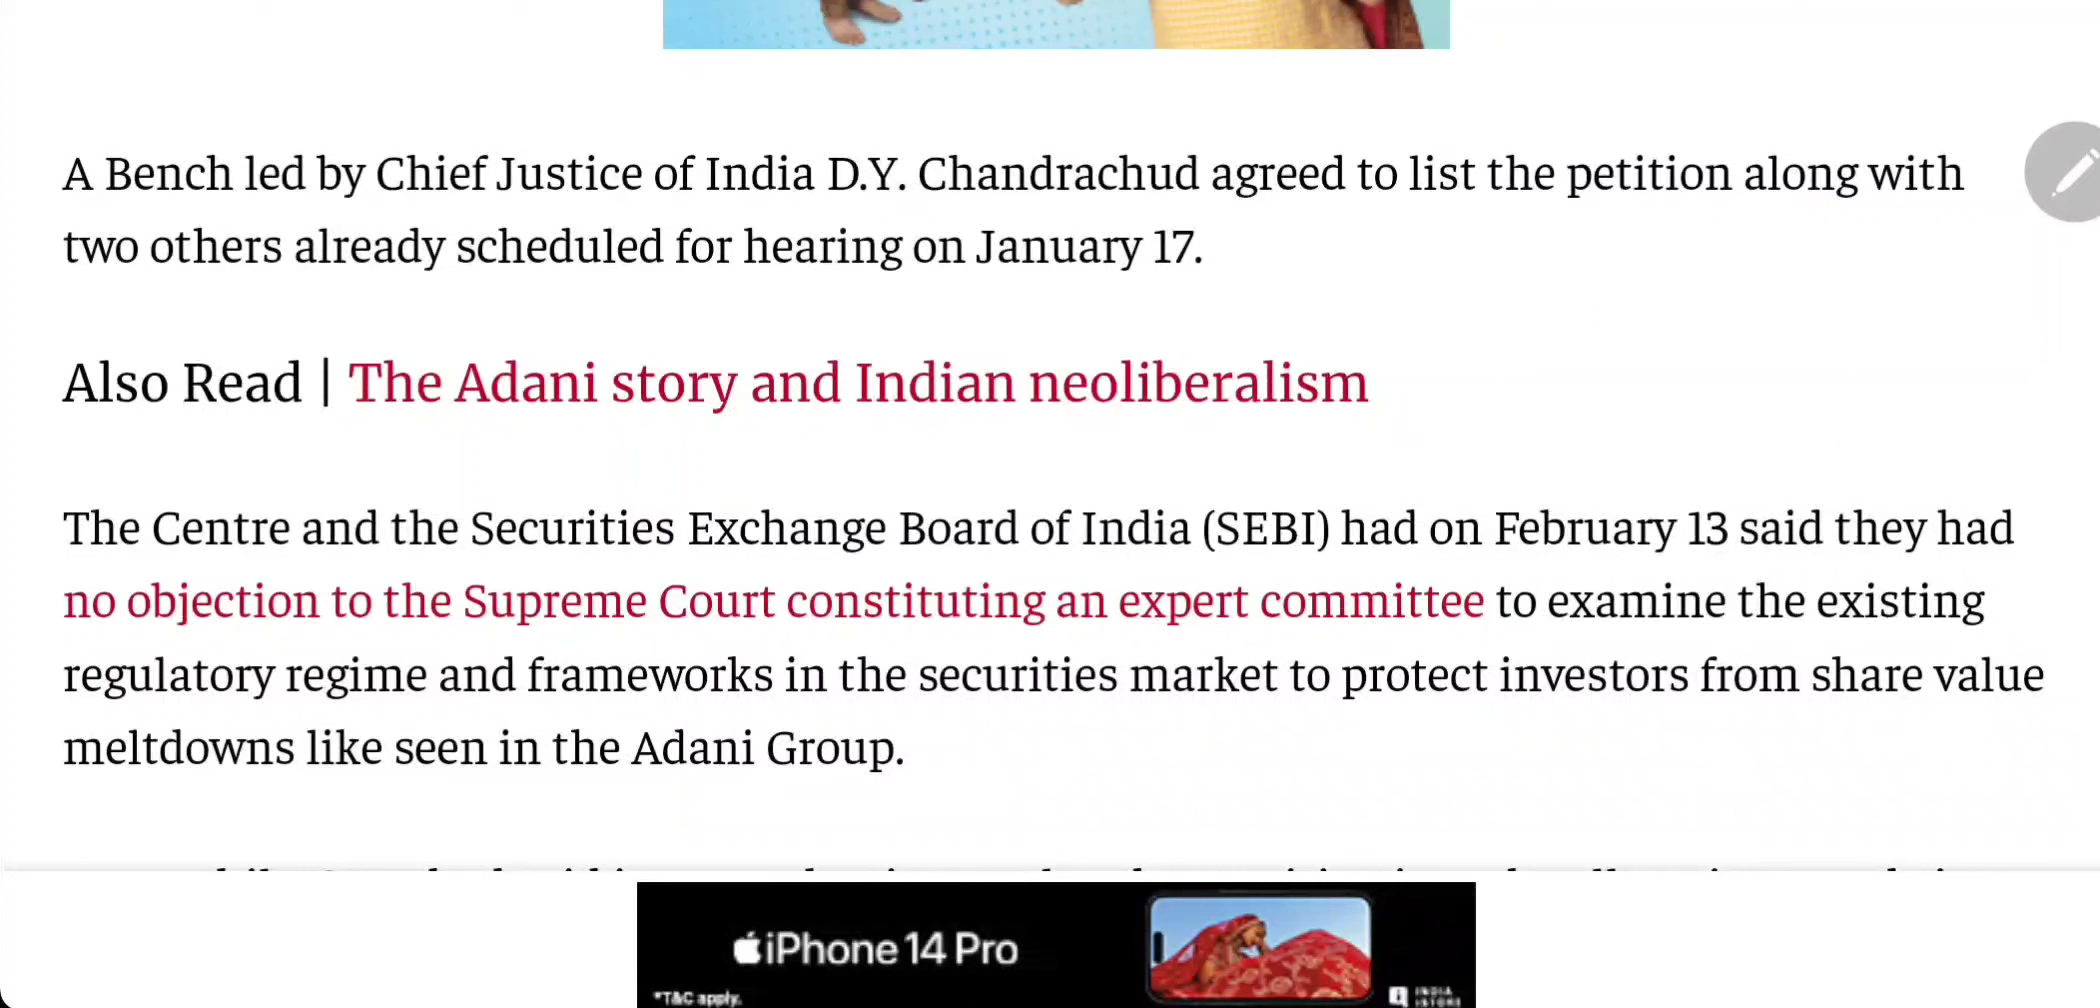 A Bench led by Chief Justice of India D.Y. Chandrachud agreed to list the petition along with
two others already scheduled for hearing on January 17.
Also Read | The Adani story and Indian neoliberalism
The Centre and the Securities Exchange Board of India (SEBI) had on February 13 said they had
no objection to the Supreme Court constituting an expert committee to examine the existing
regulatory regime and frameworks in the securities market to protect investors from share value
meltdowns like seen in the Adani Group.
iPhone 14 Pro
*T&C apply.
INDIA
ISTORE